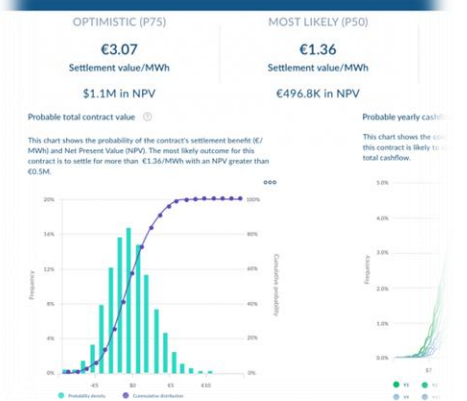 OPTIMISTIC (P75)
€3.07
Settlement value/MWh
$1.1M in NPV
MOST LIKELY (P50)
€1.36
Settlement value/MWh
€496.8K in NPV
Probable total contract value ?
This chart shows the probability of the contract's settlement benefit (€/
MWh) and Net Present Value (NPV). The most likely outcome for this
contract is to settle for more than €1.36/MWh with an NPV greater than
€0.5M.
20%
16%
12%
8%
4%
0%
Frequency
100%
80%
60%
40%
20%
0%
Cumulative probability
-€5
$0
€5
€10
Probability density
Cummulative distribution
Probable yearly
This chart shows the
this contract is likely to
total cashflow.
5.0%
4.0%
3.0%
2.0%
1.0%
0.0%
Frequency